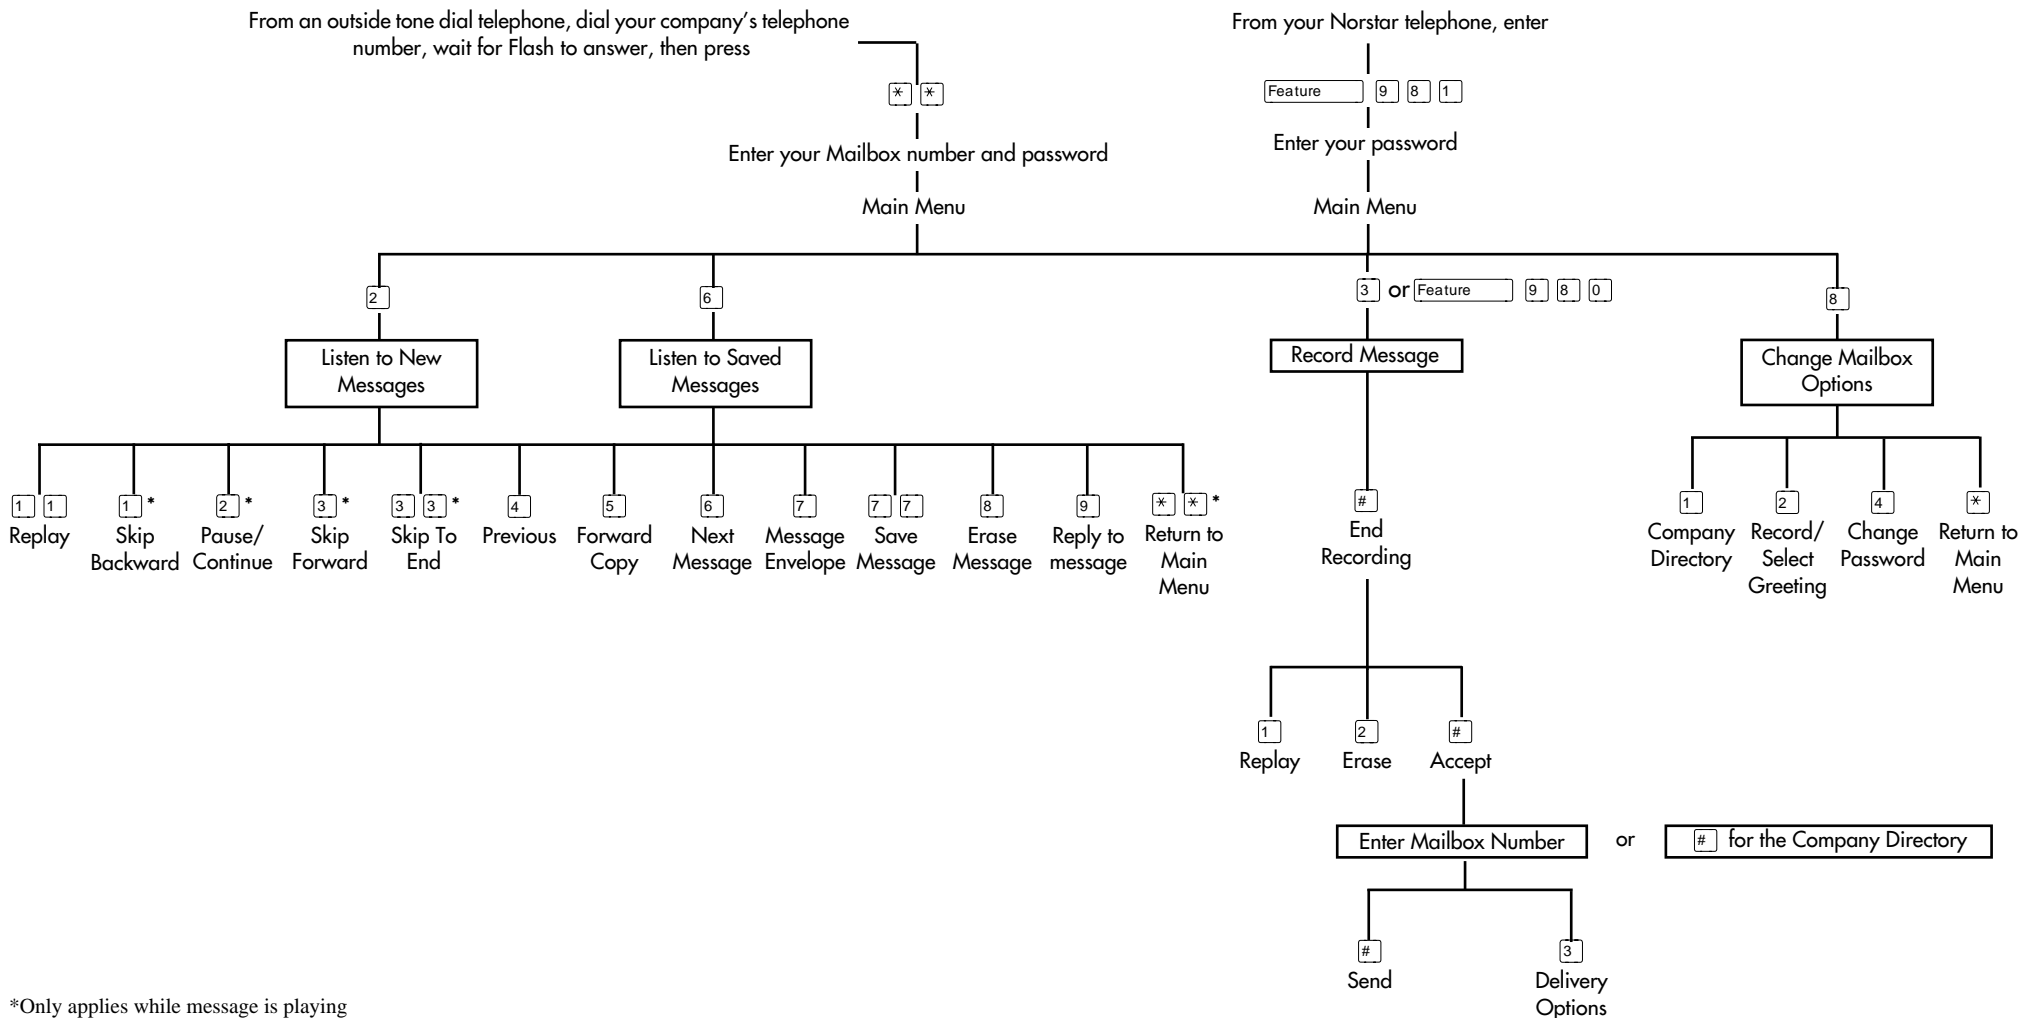 From an outside tone dial telephone, dial your company's telephone
number, wait for Flash to answer, then press
* *
Enter your Mailbox number and password
Main Menu
From your Norstar telephone, enter
Feature 9 8 1
Enter your password
Main Menu
2
Listen to New
Messages
6
Listen to Saved
Messages
3 or Feature 9 8 0
Record Message
8
Change Mailbox
Options
1 1
Replay
1 *
Skip
Backward
2 *
Pause/
Continue
3 *
Skip
Forward
3 3 *
Skip To
End
4
Previous
5
Forward
Copy
6
Next
Message
7
Message
Envelope
7 7
Save
Message
8
Erase
Message
9
Reply to
message
* * *
Return to
Main
Menu
#
End
Recording
1
Company
Directory
2
Record/
Select
Greeting
4
Change
Password
*
Return to
Main
Menu
1
Replay
2
Erase
#
Accept
Enter Mailbox Number or # for the Company Directory
#
Send
3
Delivery
Options
*Only applies while message is playing